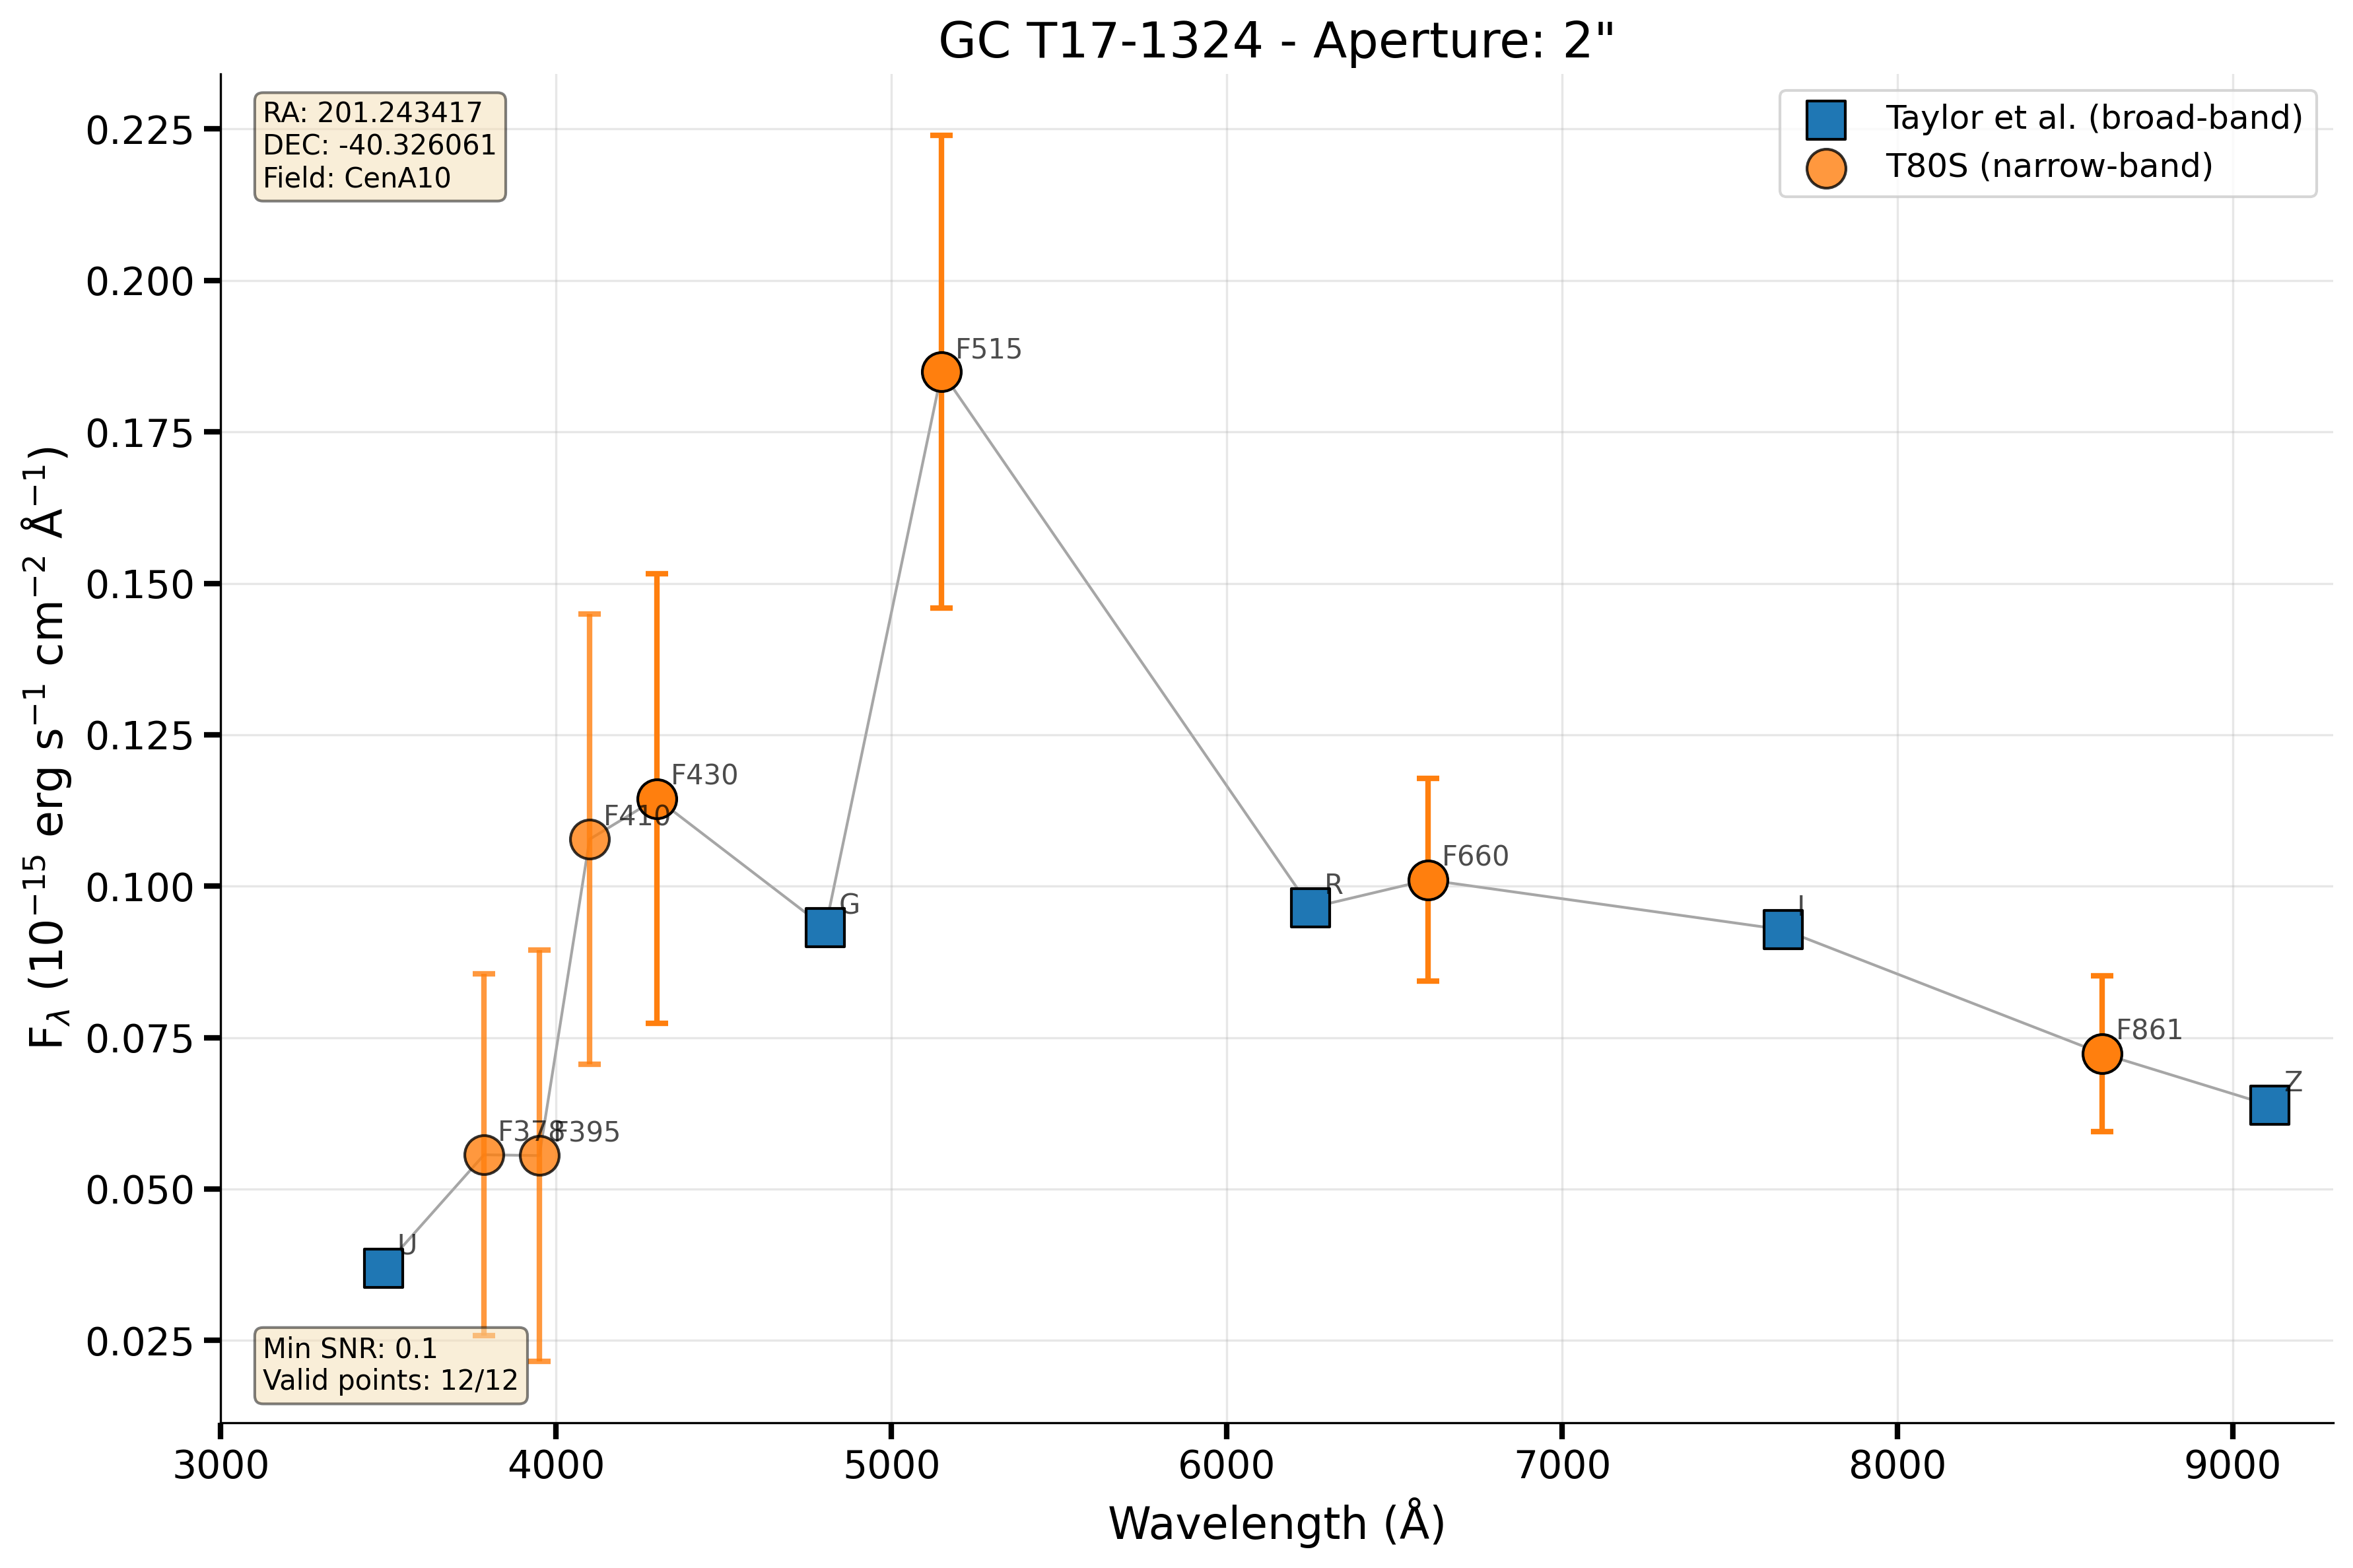 GC T17-1324 - Aperture: 2"
RA: 201.243417
DEC: -40.326061
Field: CenA10
Taylor et al. (broad-band)
T80S (narrow-band)
0.225
0.200
0.175
0.150
0.125
0.100
0.075
0.050
0.025
F_λ (10⁻¹⁵ erg s⁻¹ cm⁻² Å⁻¹)
F515
F430
F410
G
R
F660
I
F861
Z
F378
F395
U
Min SNR: 0.1
Valid points: 12/12
3000 4000 5000 6000 7000 8000 9000
Wavelength (Å)